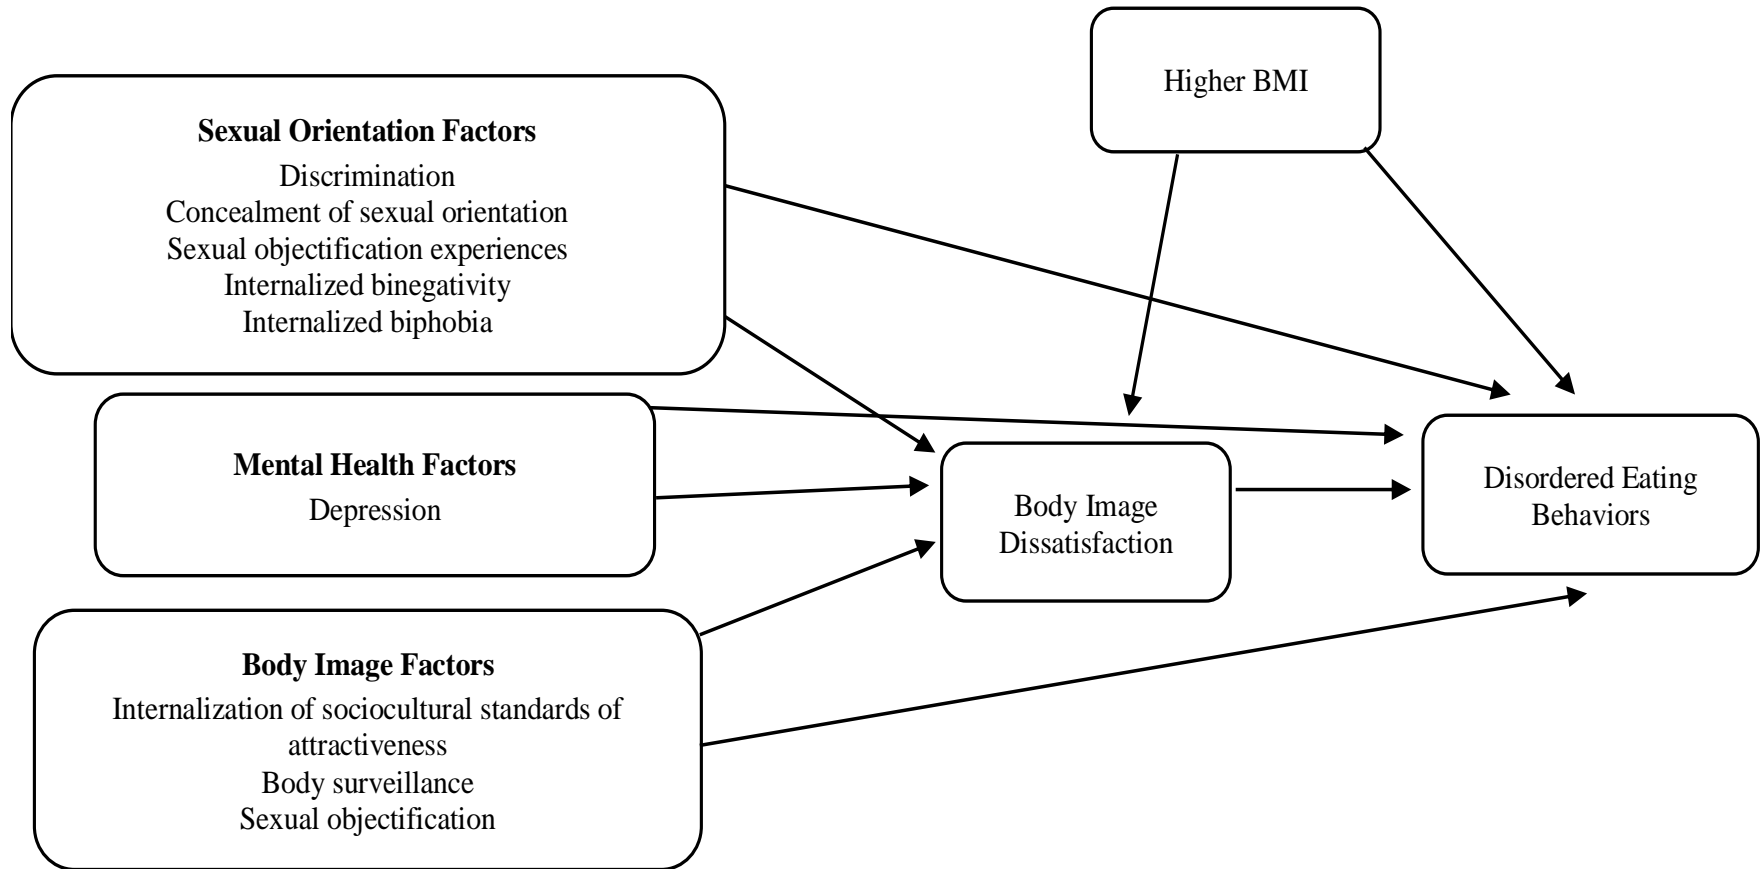 Higher BMI
Sexual Orientation Factors
Discrimination
Concealment of sexual orientation
Sexual objectification experiences
Internalized binegativity
Internalized biphobia
Mental Health Factors
Depression
Body Image
Dissatisfaction
Disordered Eating
Behaviors
Body Image Factors
Internalization of sociocultural standards of
attractiveness
Body surveillance
Sexual objectification